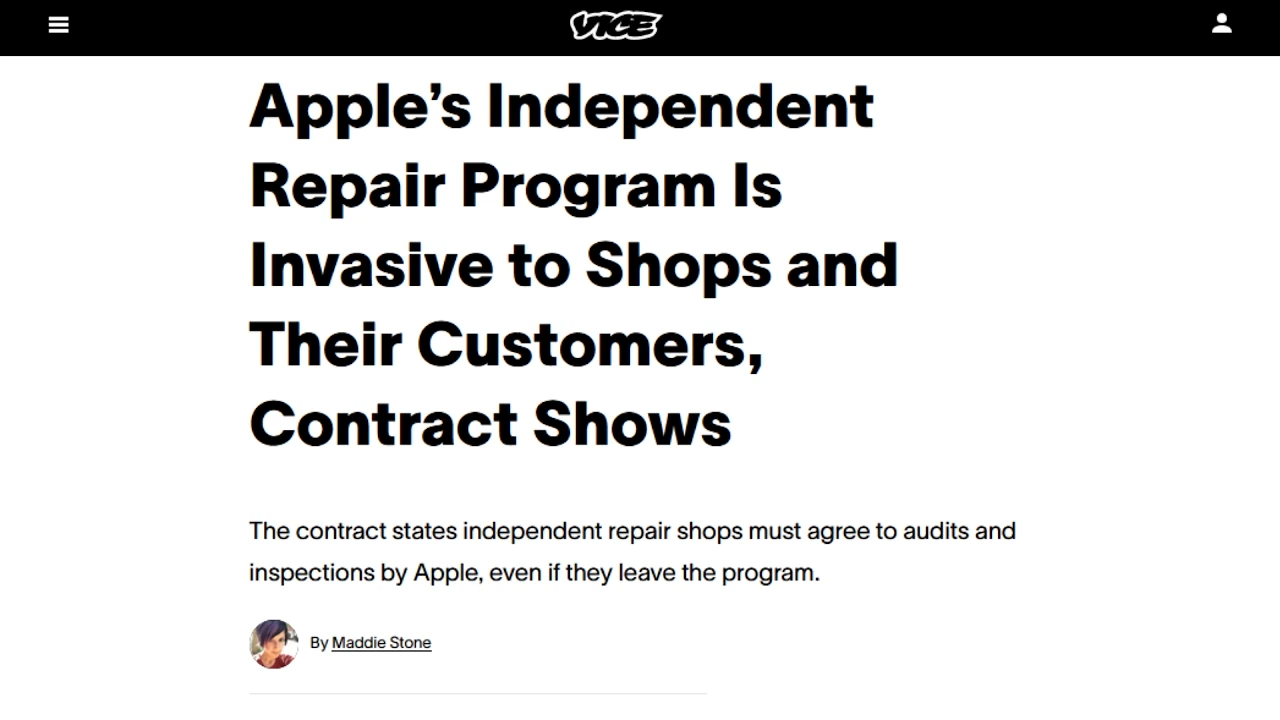 VICE
Apple’s Independent
Repair Program Is
Invasive to Shops and
Their Customers,
Contract Shows
The contract states independent repair shops must agree to audits and
inspections by Apple, even if they leave the program.
By Maddie Stone